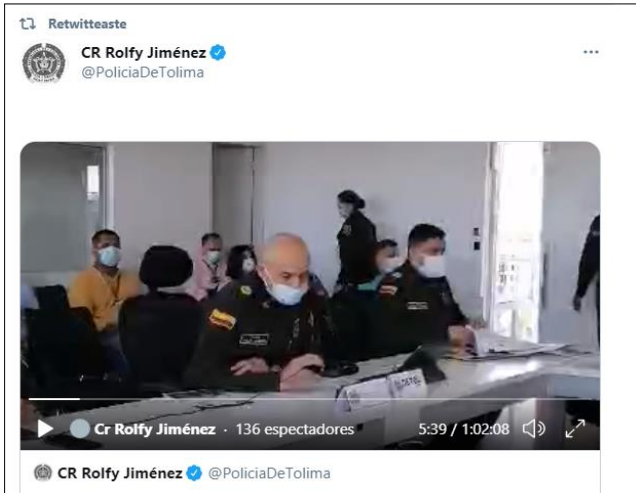 Retwitteaste
CR Rolfy Jiménez
@PoliciaDeTolima
Cr Rolfy Jiménez · 136 espectadores 5:39 / 1:02:08
CR Rolfy Jiménez @PoliciaDeTolima